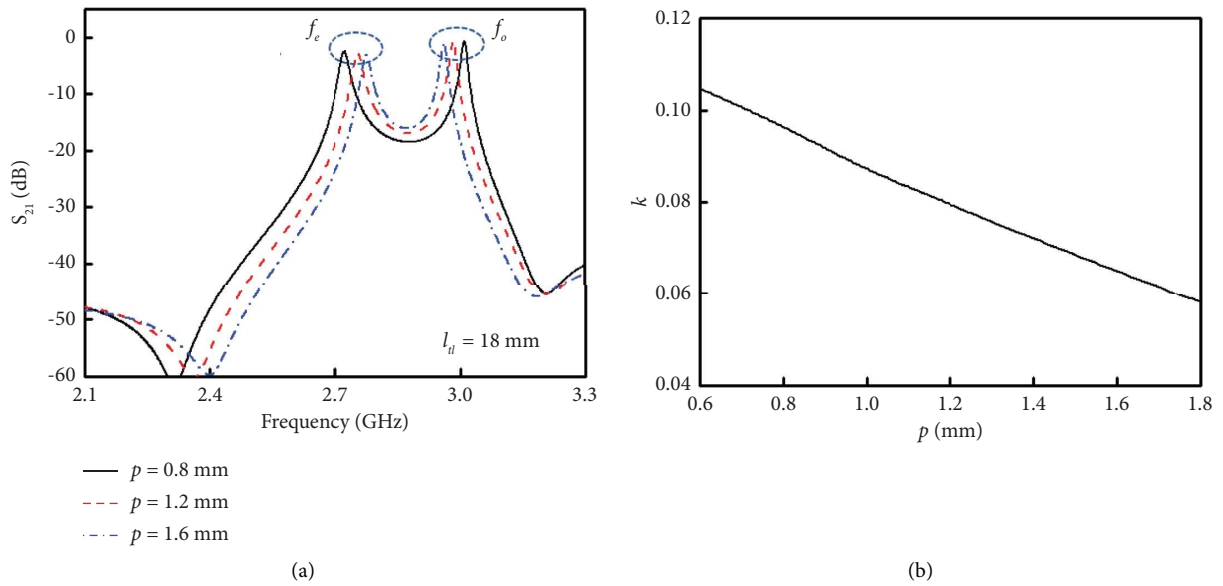 f_e
f_o
0
-10
-20
-30
-40
-50
-60
S_21 (dB)
2.1
2.4
2.7
3.0
3.3
Frequency (GHz)
l_tl = 18 mm
p = 0.8 mm
p = 1.2 mm
p = 1.6 mm
(a)
0.12
0.10
0.08
0.06
0.04
k
0.6
0.8
1.0
1.2
1.4
1.6
1.8
p (mm)
(b)